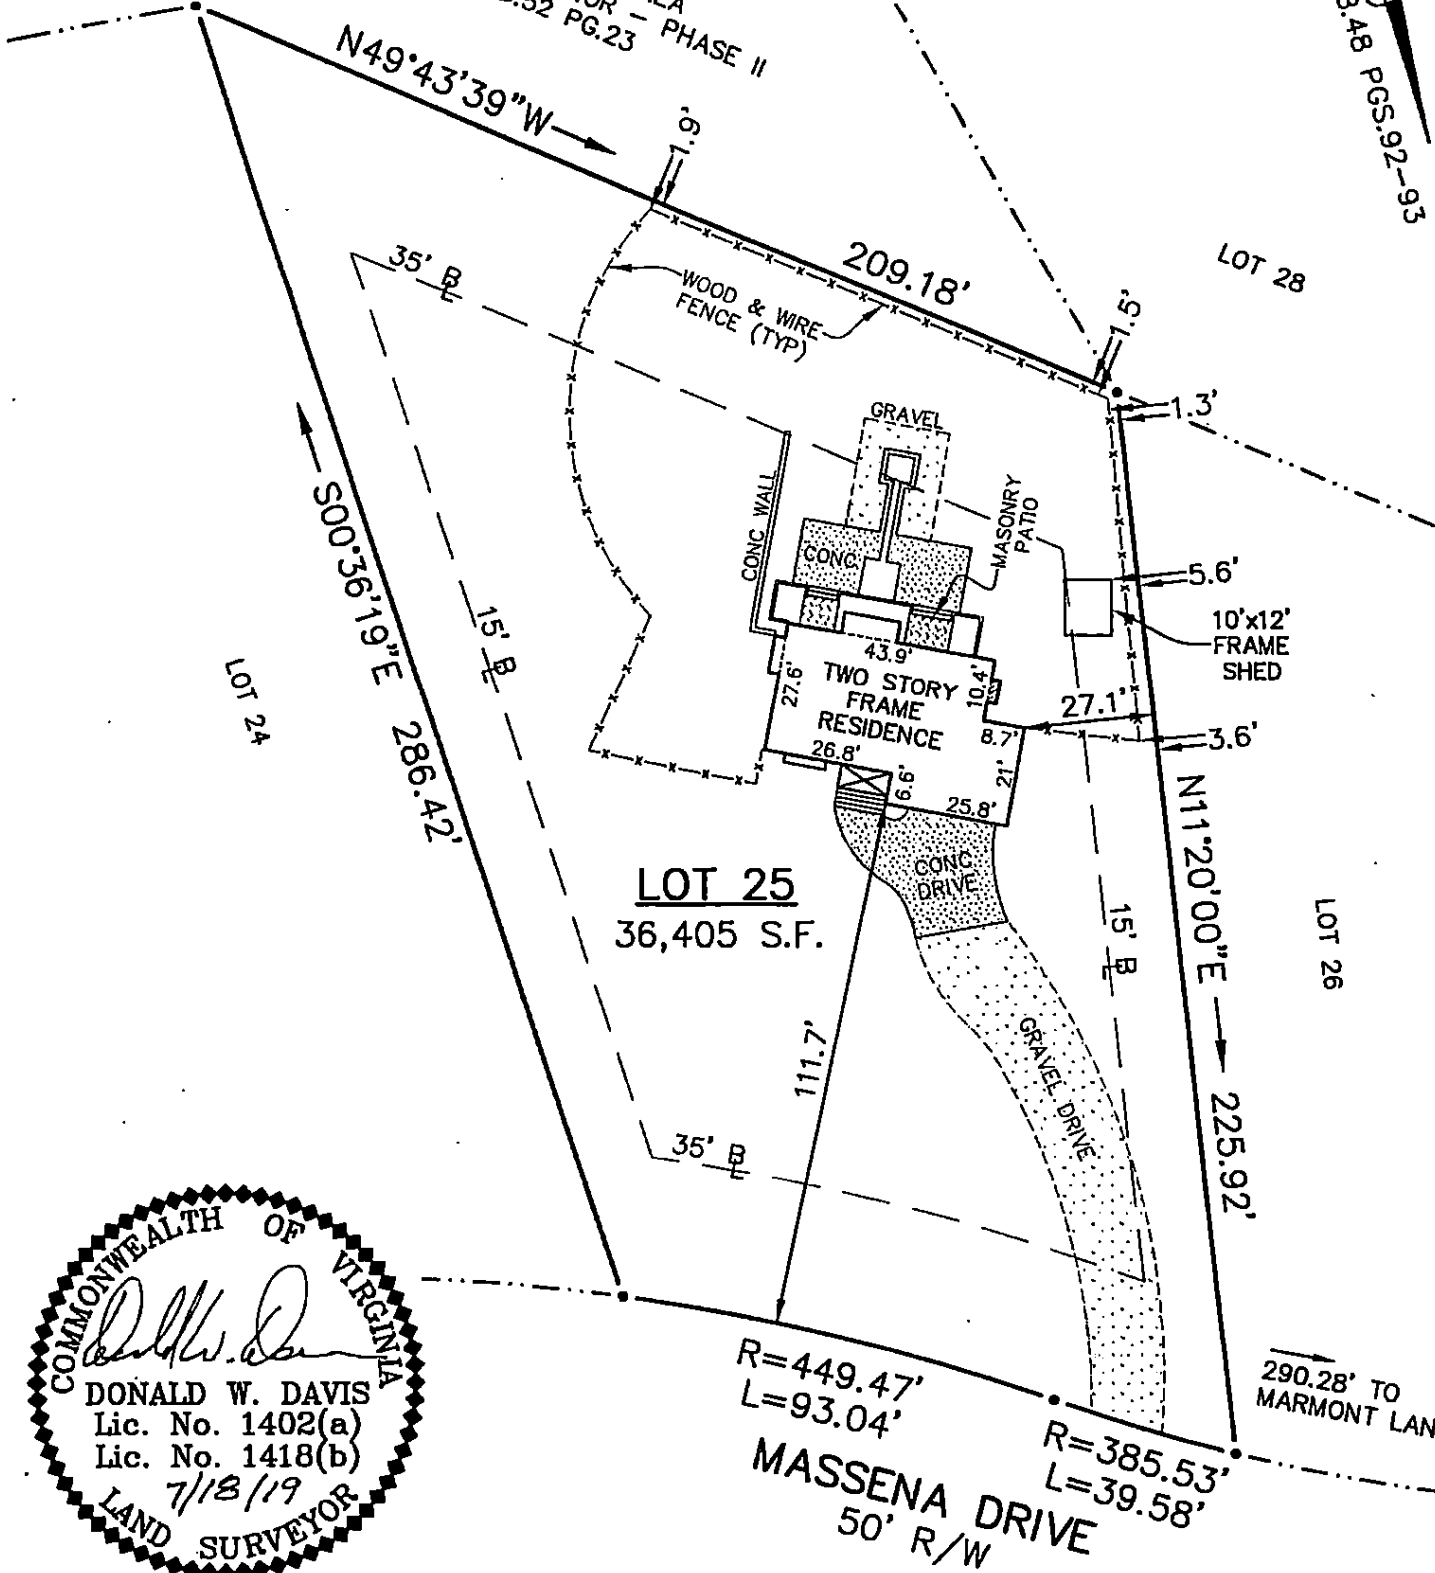 PHASE II
PG.23
48 PGS.92–93
N49°43'39"W
1.9'
209.18'
LOT 28
1.5'
1.3'
35' BL
WOOD & WIRE
FENCE (TYP)
GRAVEL
CONC WALL
CONC
MASONRY
PATIO
5.6'
10'x12'
FRAME
SHED
S00°36'19"E 286.42'
15' BL
LOT 24
43.9'
27.6'
TWO STORY
FRAME
RESIDENCE
10.4'
27.1'
3.6'
8.7'
21'
26.8'
6.6'
25.8'
N11°20'00"E 225.92'
LOT 25
36,405 S.F.
CONC
DRIVE
15' BL
LOT 26
111.7'
GRAVEL DRIVE
35' BL
290.28' TO
MARMONT LAN
R=449.47'
L=93.04'
R=385.53'
L=39.58'
MASSENA DRIVE
50' R/W
COMMONWEALTH OF VIRGINIA
DONALD W. DAVIS
Lic. No. 1402(a)
Lic. No. 1418(b)
7/18/19
LAND SURVEYOR